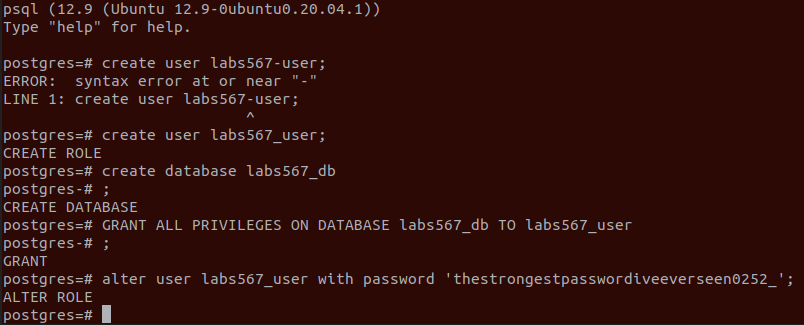 psql (12.9 (Ubuntu 12.9-0ubuntu0.20.04.1))
Type "help" for help.

postgres=# create user labs567-user;
ERROR:  syntax error at or near "-"
LINE 1: create user labs567-user;
                           ^
postgres=# create user labs567_user;
CREATE ROLE
postgres=# create database labs567_db
postgres-# ;
CREATE DATABASE
postgres=# GRANT ALL PRIVILEGES ON DATABASE labs567_db TO labs567_user
postgres-# ;
GRANT
postgres=# alter user labs567_user with password 'thestrongestpasswordiveeverseen0252_';
ALTER ROLE
postgres=#